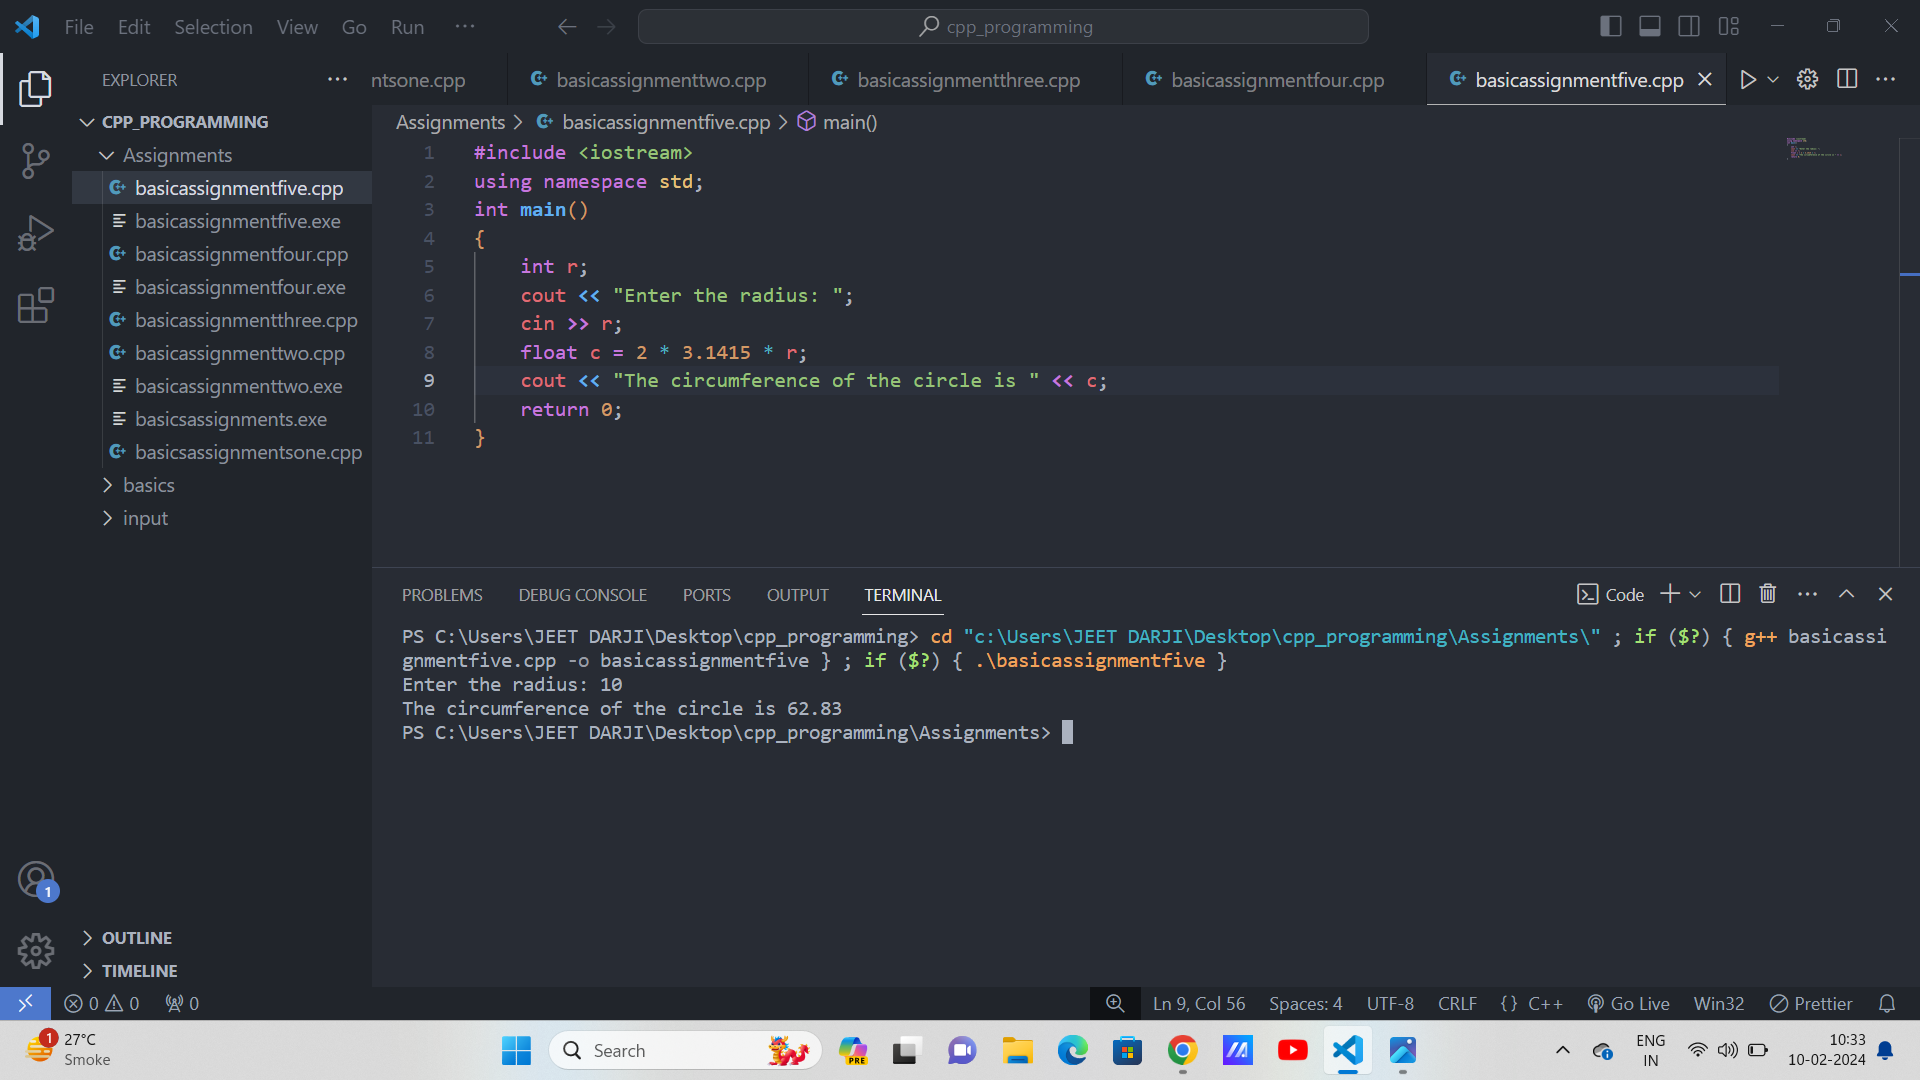 File Edit Selection View Go Run ···
cpp_programming
EXPLORER
ntsone.cpp
basicassignmenttwo.cpp
basicassignmentthree.cpp
basicassignmentfour.cpp
basicassignmentfive.cpp
CPP_PROGRAMMING
Assignments
basicassignmentfive.cpp
basicassignmentfive.exe
basicassignmentfour.cpp
basicassignmentfour.exe
basicassignmentthree.cpp
basicassignmenttwo.cpp
basicassignmenttwo.exe
basicsassignments.exe
basicsassignmentsone.cpp
basics
input
OUTLINE
TIMELINE
Assignments > basicassignmentfive.cpp > main()
1 #include <iostream>
2 using namespace std;
3 int main()
4 {
5 int r;
6 cout << "Enter the radius: ";
7 cin >> r;
8 float c = 2 * 3.1415 * r;
9 cout << "The circumference of the circle is " << c;
10 return 0;
11 }
PROBLEMS DEBUG CONSOLE PORTS OUTPUT TERMINAL
Code
PS C:\Users\JEET DARJI\Desktop\cpp_programming> cd "c:\Users\JEET DARJI\Desktop\cpp_programming\Assignments\" ; if ($?) { g++ basicassi
gnmentfive.cpp -o basicassignmentfive } ; if ($?) { .\basicassignmentfive }
Enter the radius: 10
The circumference of the circle is 62.83
PS C:\Users\JEET DARJI\Desktop\cpp_programming\Assignments>
1
0 0 0
Ln 9, Col 56 Spaces: 4 UTF-8 CRLF {} C++ Go Live Win32 Prettier
1
27°C
Smoke
Search
PRE
ENG
IN
10:33
10-02-2024